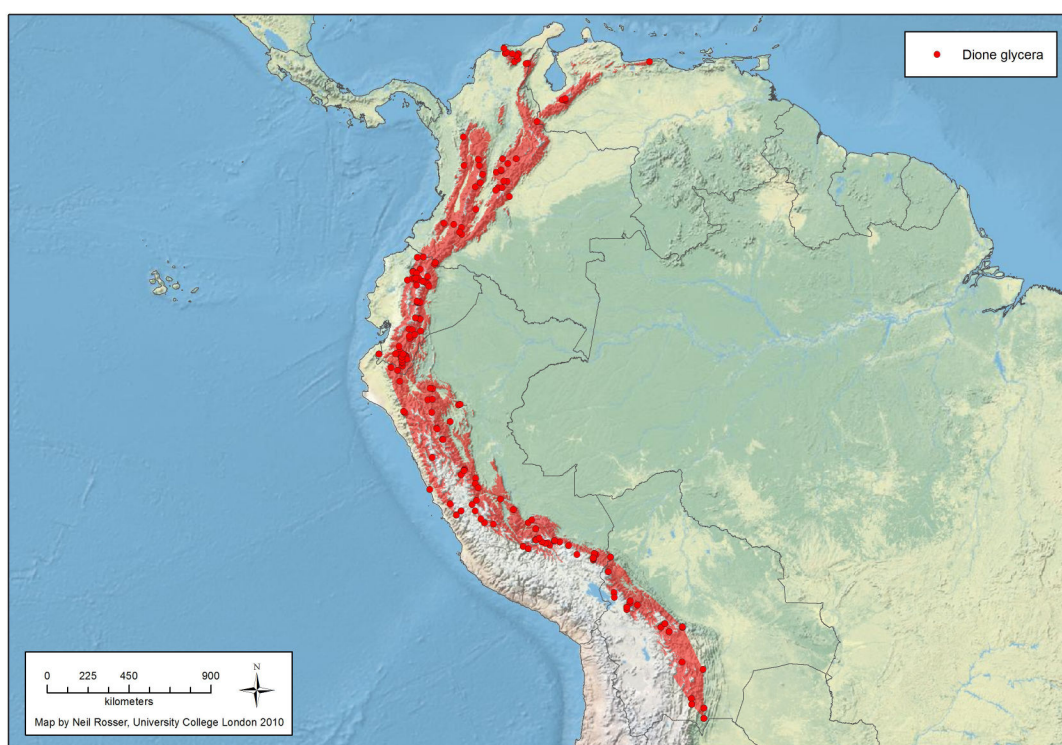 Dione glycera
N
0 225 450 900
kilometers
Map by Neil Rosser, University College London 2010